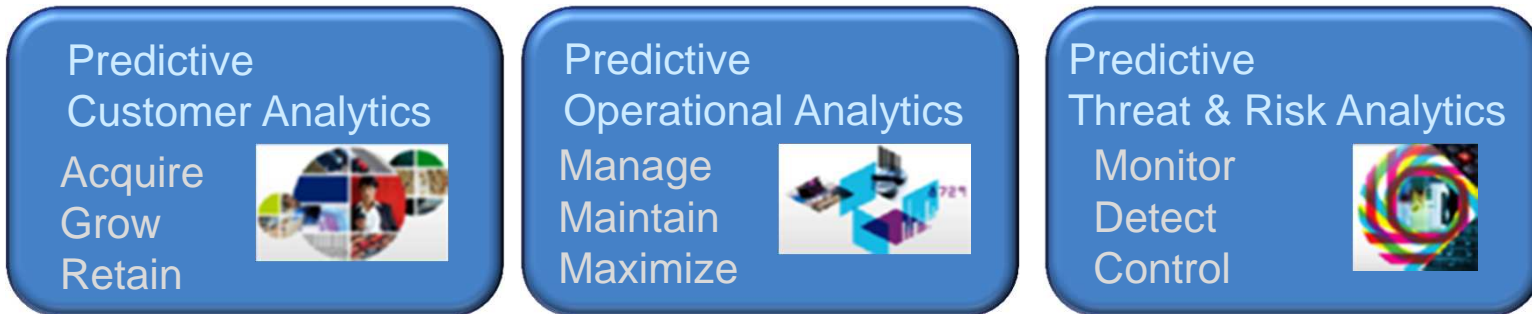 Predictive
Customer Analytics
Acquire
Grow
Retain
Predictive
Operational Analytics
Manage
Maintain
Maximize
8729
Predictive
Threat & Risk Analytics
Monitor
Detect
Control